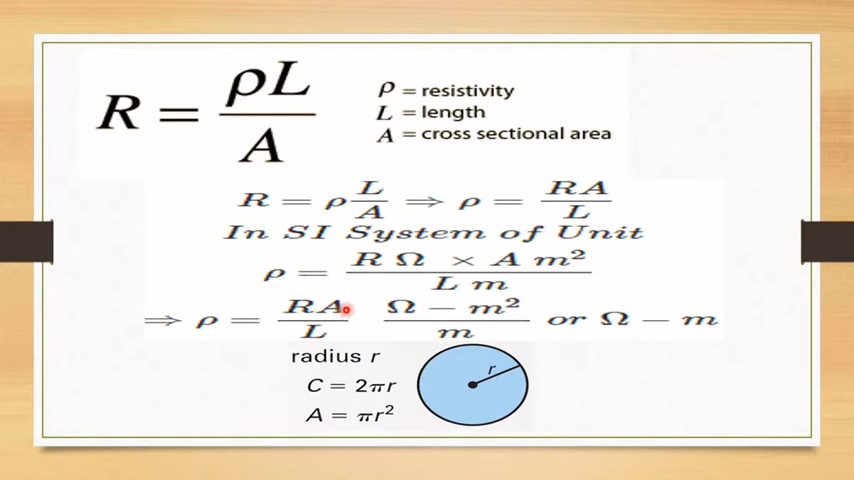 R = ρL/A
ρ = resistivity
L = length
A = cross sectional area
R = ρ L/A ⇒ ρ = RA/L
In SI System of Unit
ρ = R Ω × A m²/L m
⇒ ρ = RA/L Ω − m²/m or Ω − m
radius r
C = 2πr
A = πr²
r